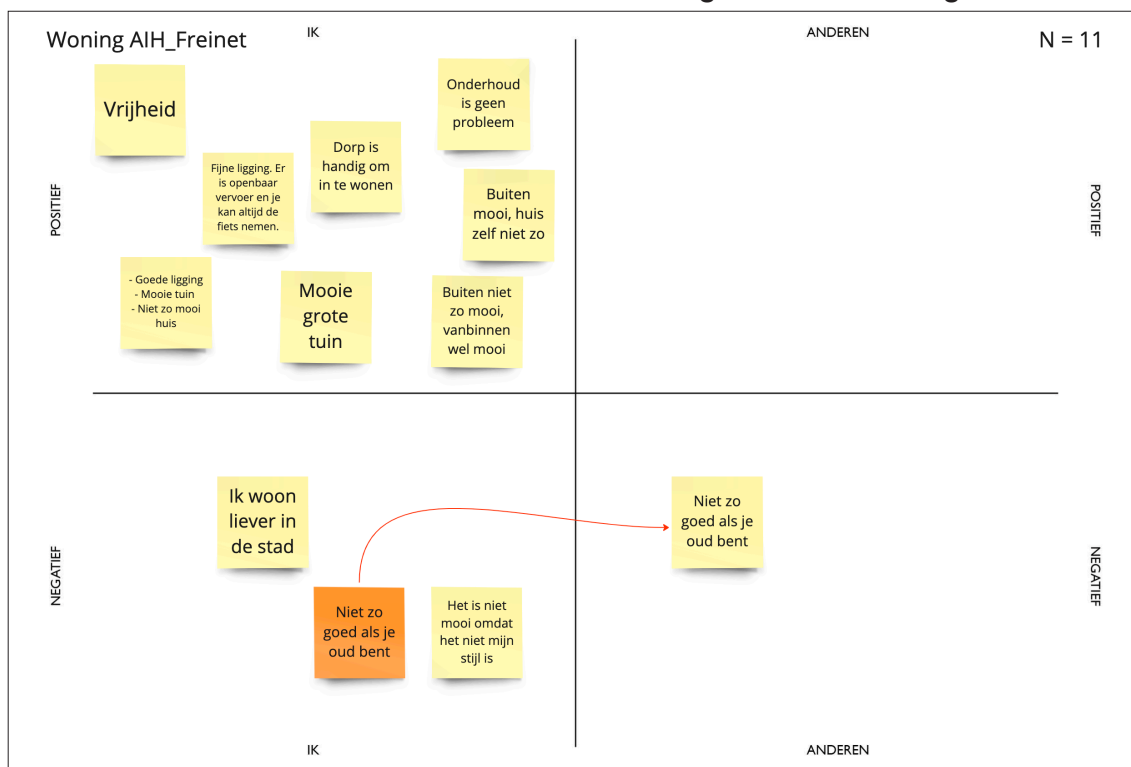 Woning AIH_Freinet
IK
ANDEREN
N = 11
POSITIEF
POSITIEF
Vrijheid
Onderhoud
is geen
probleem
Dorp is
handig om
in te wonen
Fijne ligging. Er
is openbaar
vervoer en je
kan altijd de
fiets nemen.
Buiten
mooi, huis
zelf niet zo
- Goede ligging
- Mooie tuin
- Niet zo mooi
huis
Mooie
grote
tuin
Buiten niet
zo mooi,
vanbinnen
wel mooi
NEGATIEF
NEGATIEF
Ik woon
liever in
de stad
Niet zo
goed als je
oud bent
Niet zo
goed als je
oud bent
Het is niet
mooi omdat
het niet mijn
stijl is
IK
ANDEREN